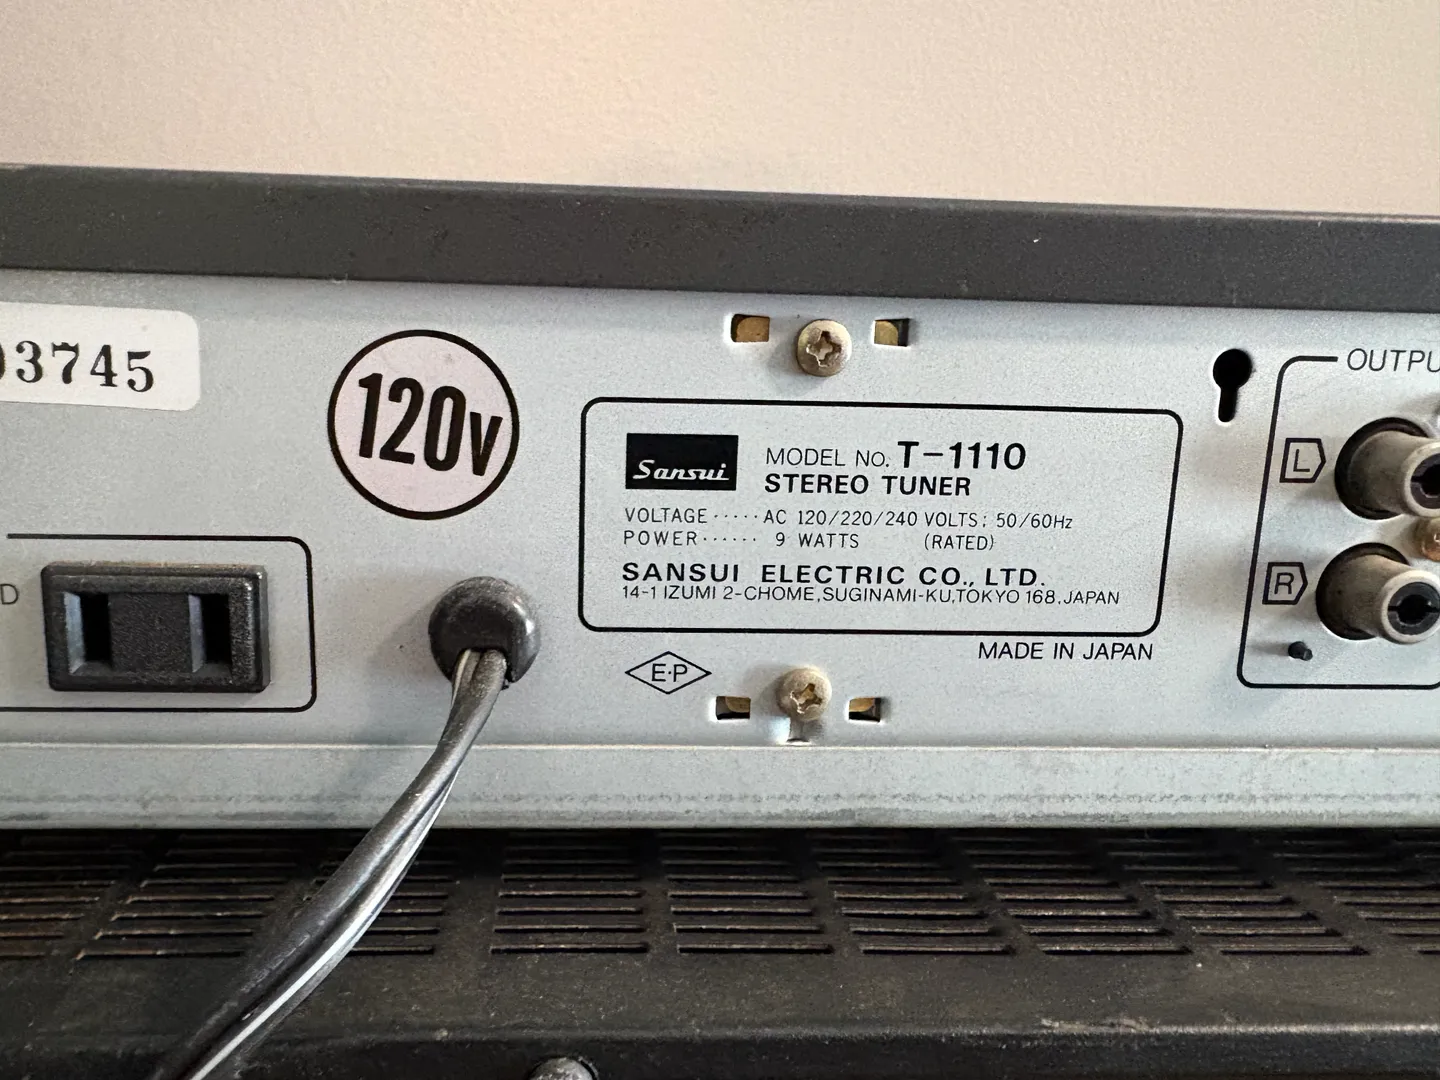 3745
120v
D
Sansui
MODEL NO. T-1110
STEREO TUNER
VOLTAGE ····· AC 120/220/240 VOLTS: 50/60Hz
POWER ······ 9 WATTS (RATED)
SANSUI ELECTRIC CO., LTD.
14-1 IZUMI 2-CHOME, SUGINAMI-KU, TOKYO 168, JAPAN
MADE IN JAPAN
E·P
OUTPU
L
R